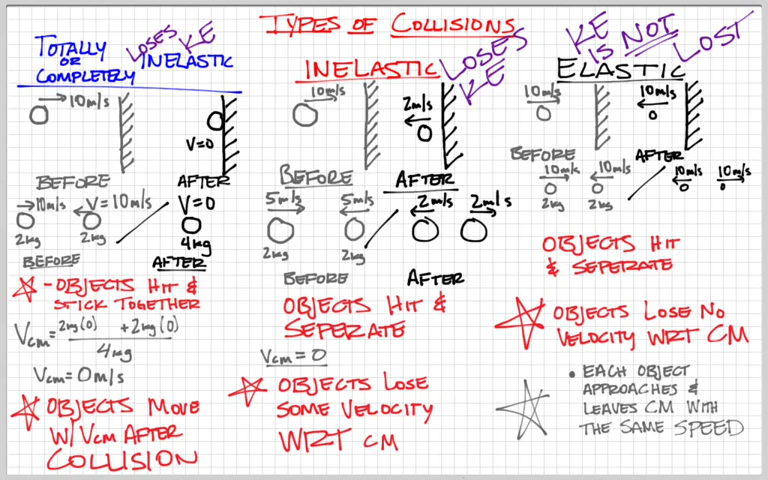 TYPES OF COLLISIONS
TOTALLY
OR
COMPLETELY
INELASTIC
LOSES KE
→ 10m/s
V=0
BEFORE
AFTER
10m/s
V=10m/s
V=0
2kg
2kg
4kg
BEFORE
AFTER
- OBJECTS HIT &
STICK TOGETHER
Vcm = 2kg(0) + 2kg(0)
4kg
Vcm = 0m/s
OBJECTS MOVE
W/ Vcm AFTER
COLLISION
INELASTIC
LOSES
KE
10m/s
2m/s
BEFORE
AFTER
5m/s
5m/s
2m/s
2m/s
2kg
2kg
BEFORE
AFTER
OBJECTS HIT &
SEPERATE
Vcm = 0
OBJECTS LOSE
SOME VELOCITY
WRT CM
KE
IS NOT
LOST
ELASTIC
10m/s
10m/s
BEFORE
AFTER
10m/s
10m/s
10m/s
10m/s
2kg
2kg
OBJECTS HIT
& SEPERATE
OBJECTS LOSE NO
VELOCITY WRT CM
• EACH OBJECT
APPROACHES &
LEAVES CM WITH
THE SAME SPEED